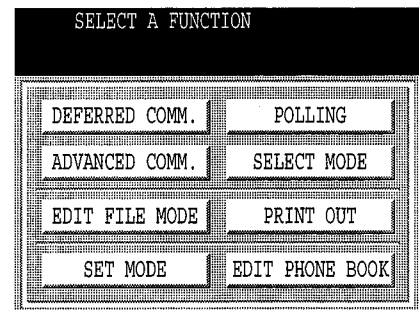 SELECT A FUNCTION
DEFERRED COMM. POLLING
ADVANCED COMM. SELECT MODE
EDIT FILE MODE PRINT OUT
SET MODE EDIT PHONE BOOK